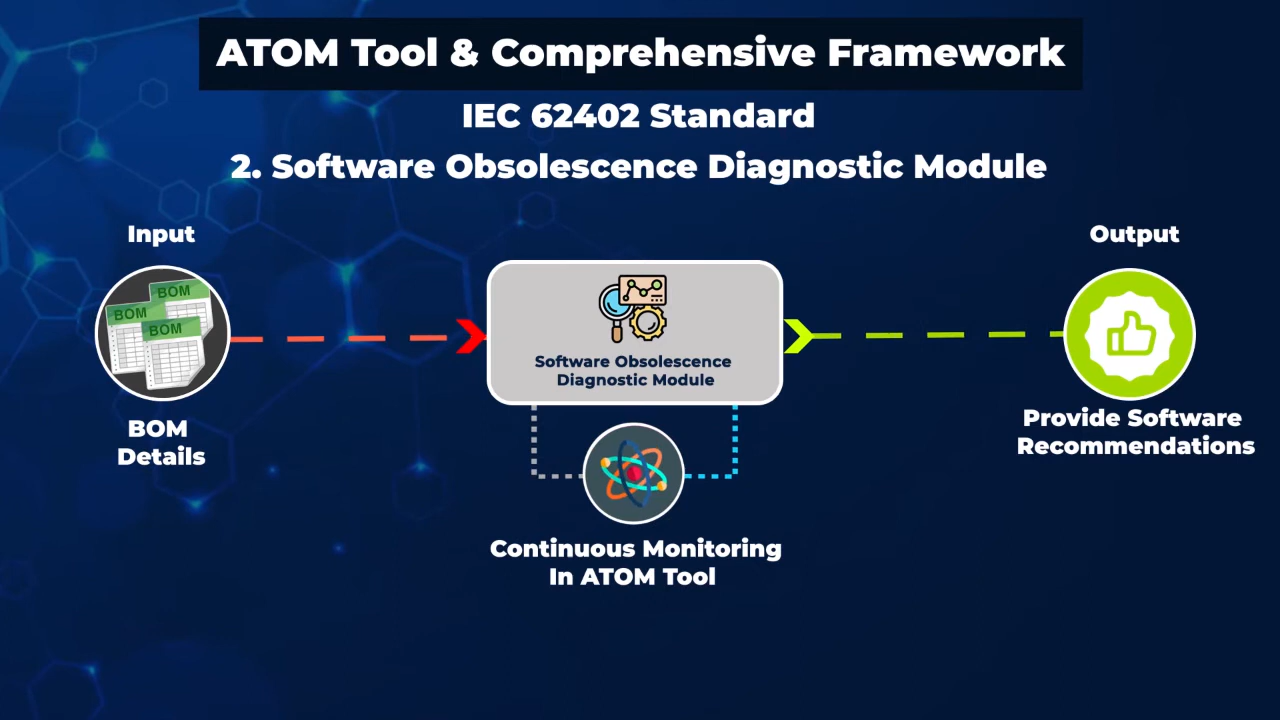 ATOM Tool & Comprehensive Framework
IEC 62402 Standard
2. Software Obsolescence Diagnostic Module
Input
Output
BOM
BOM
BOM
Software Obsolescence
Diagnostic Module
BOM
Details
Provide Software
Recommendations
Continuous Monitoring
In ATOM Tool